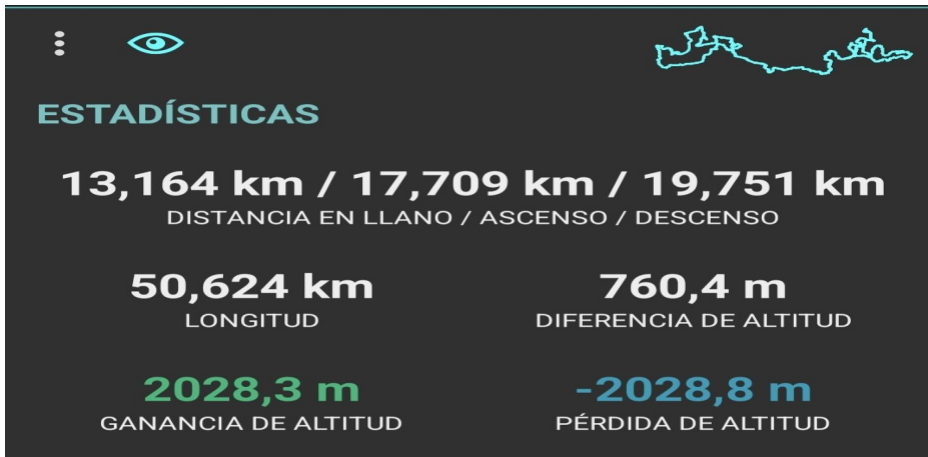 ESTADÍSTICAS
13,164 km / 17,709 km / 19,751 km
DISTANCIA EN LLANO / ASCENSO / DESCENSO
50,624 km
LONGITUD
760,4 m
DIFERENCIA DE ALTITUD
2028,3 m
GANANCIA DE ALTITUD
-2028,8 m
PÉRDIDA DE ALTITUD